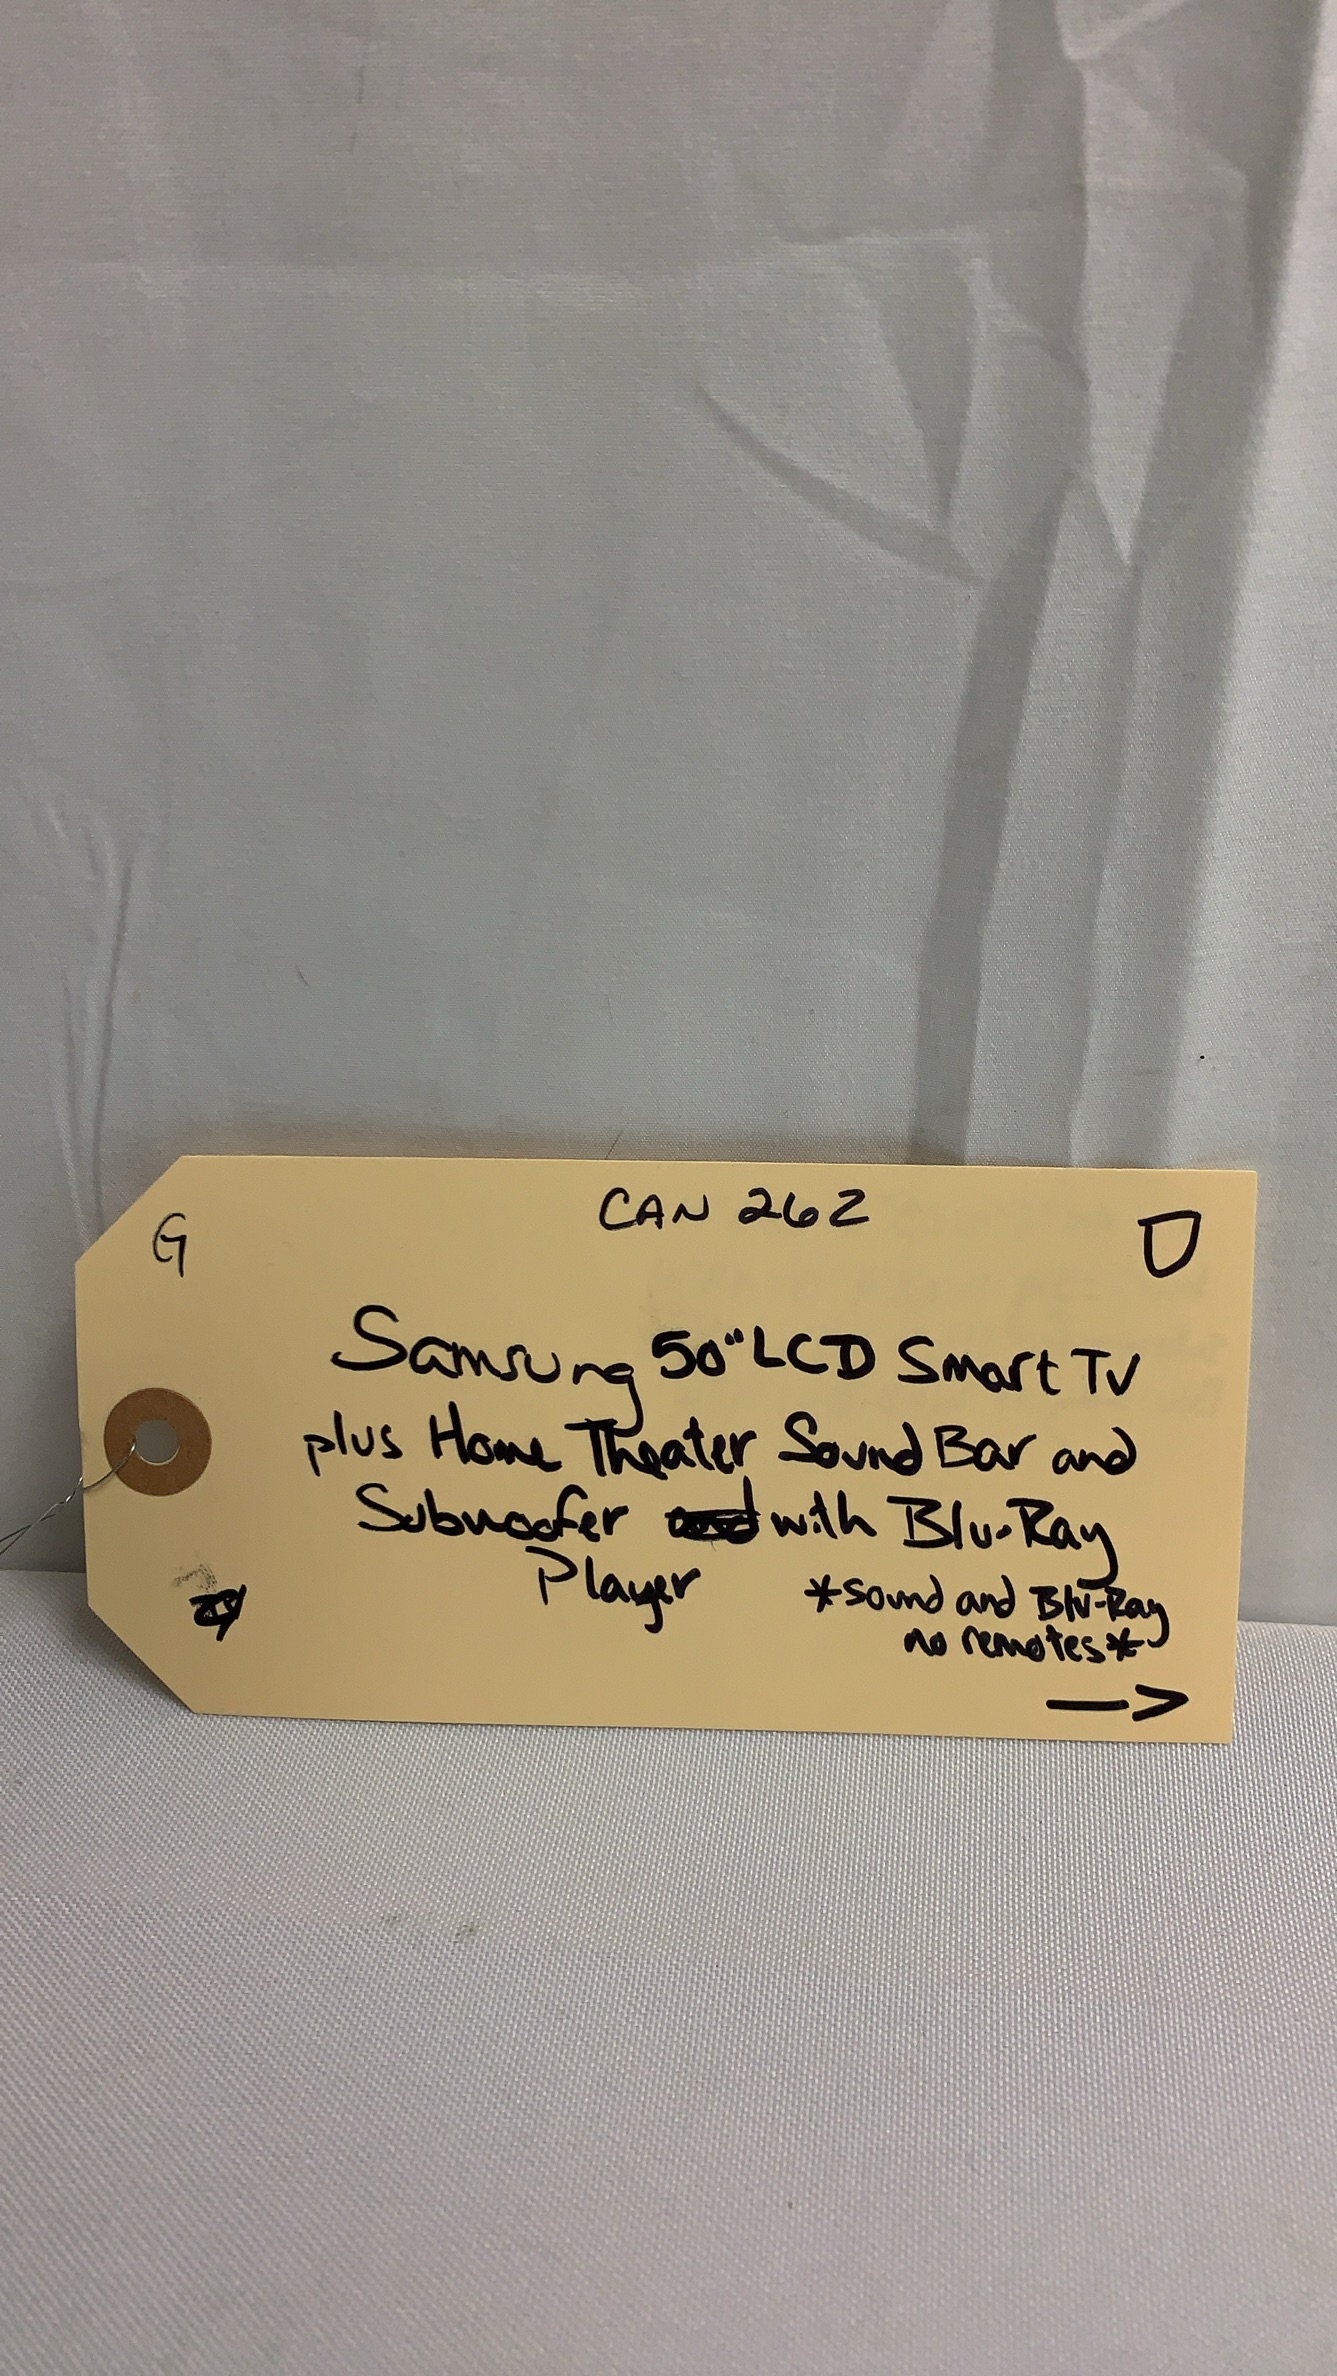 CAN 262
G
D
Samsung 50" LCD Smart TV
plus Home Theater Sound Bar and
Subwoofer with Blu-Ray
Player
*Sound and Blu-Ray
no remotes*
→